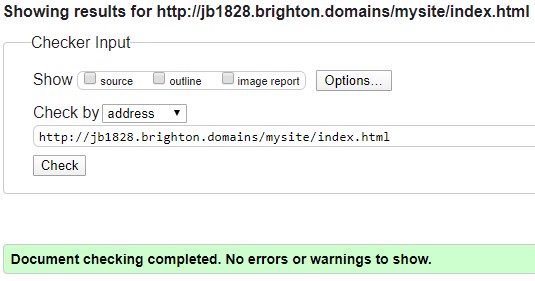 Showing results for http://jb1828.brighton.domains/mysite/index.html
Checker Input
Show source outline image report Options...
Check by address
http://jb1828.brighton.domains/mysite/index.html
Check
Document checking completed. No errors or warnings to show.